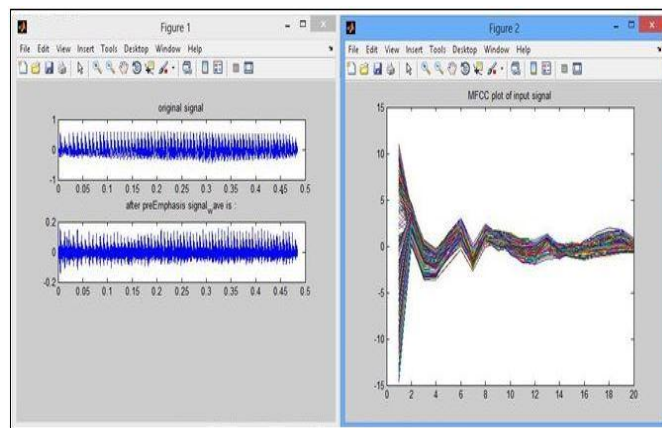 Figure 1
File Edit View Insert Tools Desktop Window Help
original signal
1
0
-1
0 0.05 0.1 0.15 0.2 0.25 0.3 0.35 0.4 0.45 0.5
after preEmphasis signal_wave is :
0.2
0
-0.2
0 0.05 0.1 0.15 0.2 0.25 0.3 0.35 0.4 0.45 0.5
Figure 2
File Edit View Insert Tools Desktop Window Help
MFCC plot of input signal
15
10
5
0
-5
-10
-15
0 2 4 6 8 10 12 14 16 18 20